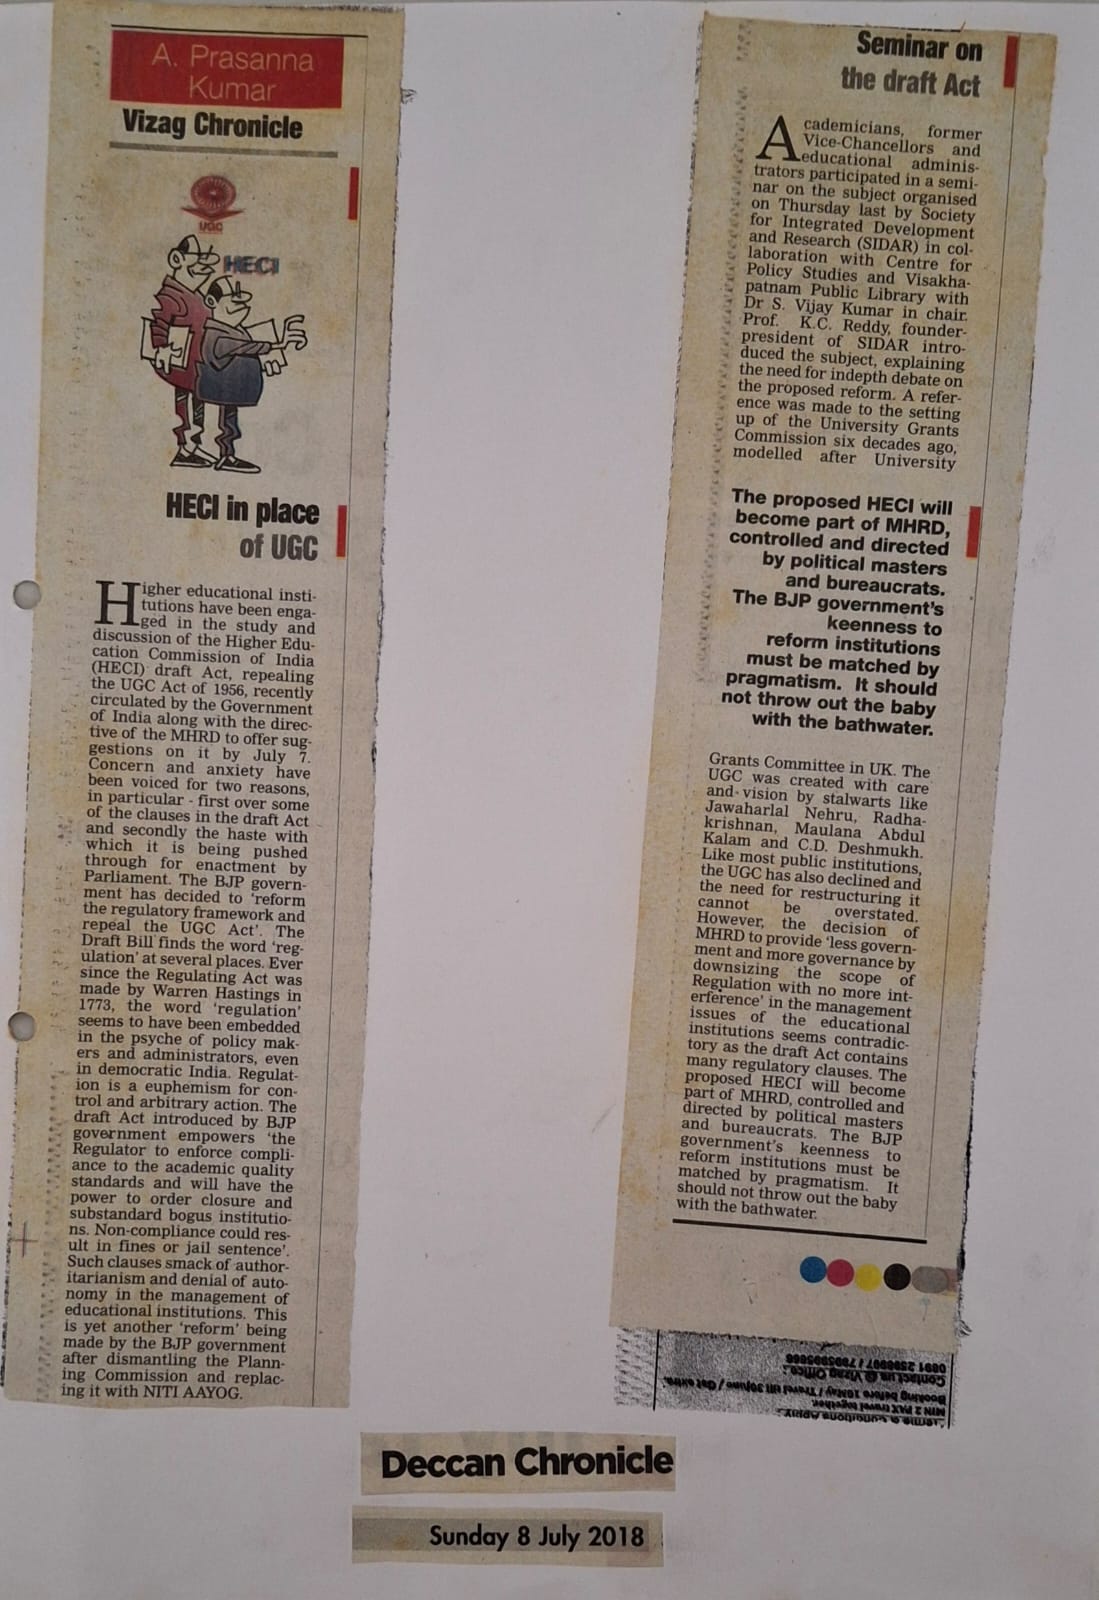 A. Prasanna
Kumar
Vizag Chronicle
UGC
HECI
HECI in place
of UGC
Higher educational insti-
tutions have been enga-
ged in the study and
discussion of the Higher Edu-
cation Commission of India
(HECI) draft Act, repealing
the UGC Act of 1956, recently
circulated by the Government
of India along with the direc-
tive of the MHRD to offer sug-
gestions on it by July 7.
Concern and anxiety have
been voiced for two reasons,
in particular - first over some
of the clauses in the draft Act
and secondly the haste with
which it is being pushed
through for enactment by
Parliament. The BJP govern-
ment has decided to 'reform
the regulatory framework and
repeal the UGC Act'. The
Draft Bill finds the word 'reg-
ulation' at several places. Ever
since the Regulating Act was
made by Warren Hastings in
1773, the word 'regulation'
seems to have been embedded
in the psyche of policy mak-
ers and administrators, even
in democratic India. Regulat-
ion is a euphemism for con-
trol and arbitrary action. The
draft Act introduced by BJP
government empowers 'the
Regulator to enforce compli-
ance to the academic quality
standards and will have the
power to order closure and
substandard bogus institutio-
ns. Non-compliance could res-
ult in fines or jail sentence'.
Such clauses smack of author-
itarianism and denial of auto-
nomy in the management of
educational institutions. This
is yet another 'reform' being
made by the BJP government
after dismantling the Plann-
ing Commission and replac-
ing it with NITI AAYOG.
Seminar on
the draft Act
Academicians, former
Vice-Chancellors and
educational adminis-
trators participated in a semi-
nar on the subject organised
on Thursday last by Society
for Integrated Development
and Research (SIDAR) in col-
laboration with Centre for
Policy Studies and Visakha-
patnam Public Library with
Dr S. Vijay Kumar in chair.
Prof. K.C. Reddy, founder-
president of SIDAR intro-
duced the subject, explaining
the need for indepth debate on
the proposed reform. A refer-
ence was made to the setting
up of the University Grants
Commission six decades ago,
modelled after University
The proposed HECI will
become part of MHRD,
controlled and directed
by political masters
and bureaucrats.
The BJP government's
keenness to
reform institutions
must be matched by
pragmatism. It should
not throw out the baby
with the bathwater.
Grants Committee in UK. The
UGC was created with care
and vision by stalwarts like
Jawaharlal Nehru, Radha-
krishnan, Maulana Abdul
Kalam and C.D. Deshmukh.
Like most public institutions,
the UGC has also declined and
the need for restructuring it
cannot be overstated.
However, the decision of
MHRD to provide 'less govern-
ment and more governance by
downsizing the scope of
Regulation with no more int-
erference' in the management
issues of the educational
institutions seems contradic-
tory as the draft Act contains
many regulatory clauses. The
proposed HECI will become
part of MHRD, controlled and
directed by political masters
and bureaucrats. The BJP
government's keenness to
reform institutions must be
matched by pragmatism. It
should not throw out the baby
with the bathwater.
MIN 2 PAX travel together.
Contact us @ Vizag Office:
Deccan Chronicle
Sunday 8 July 2018